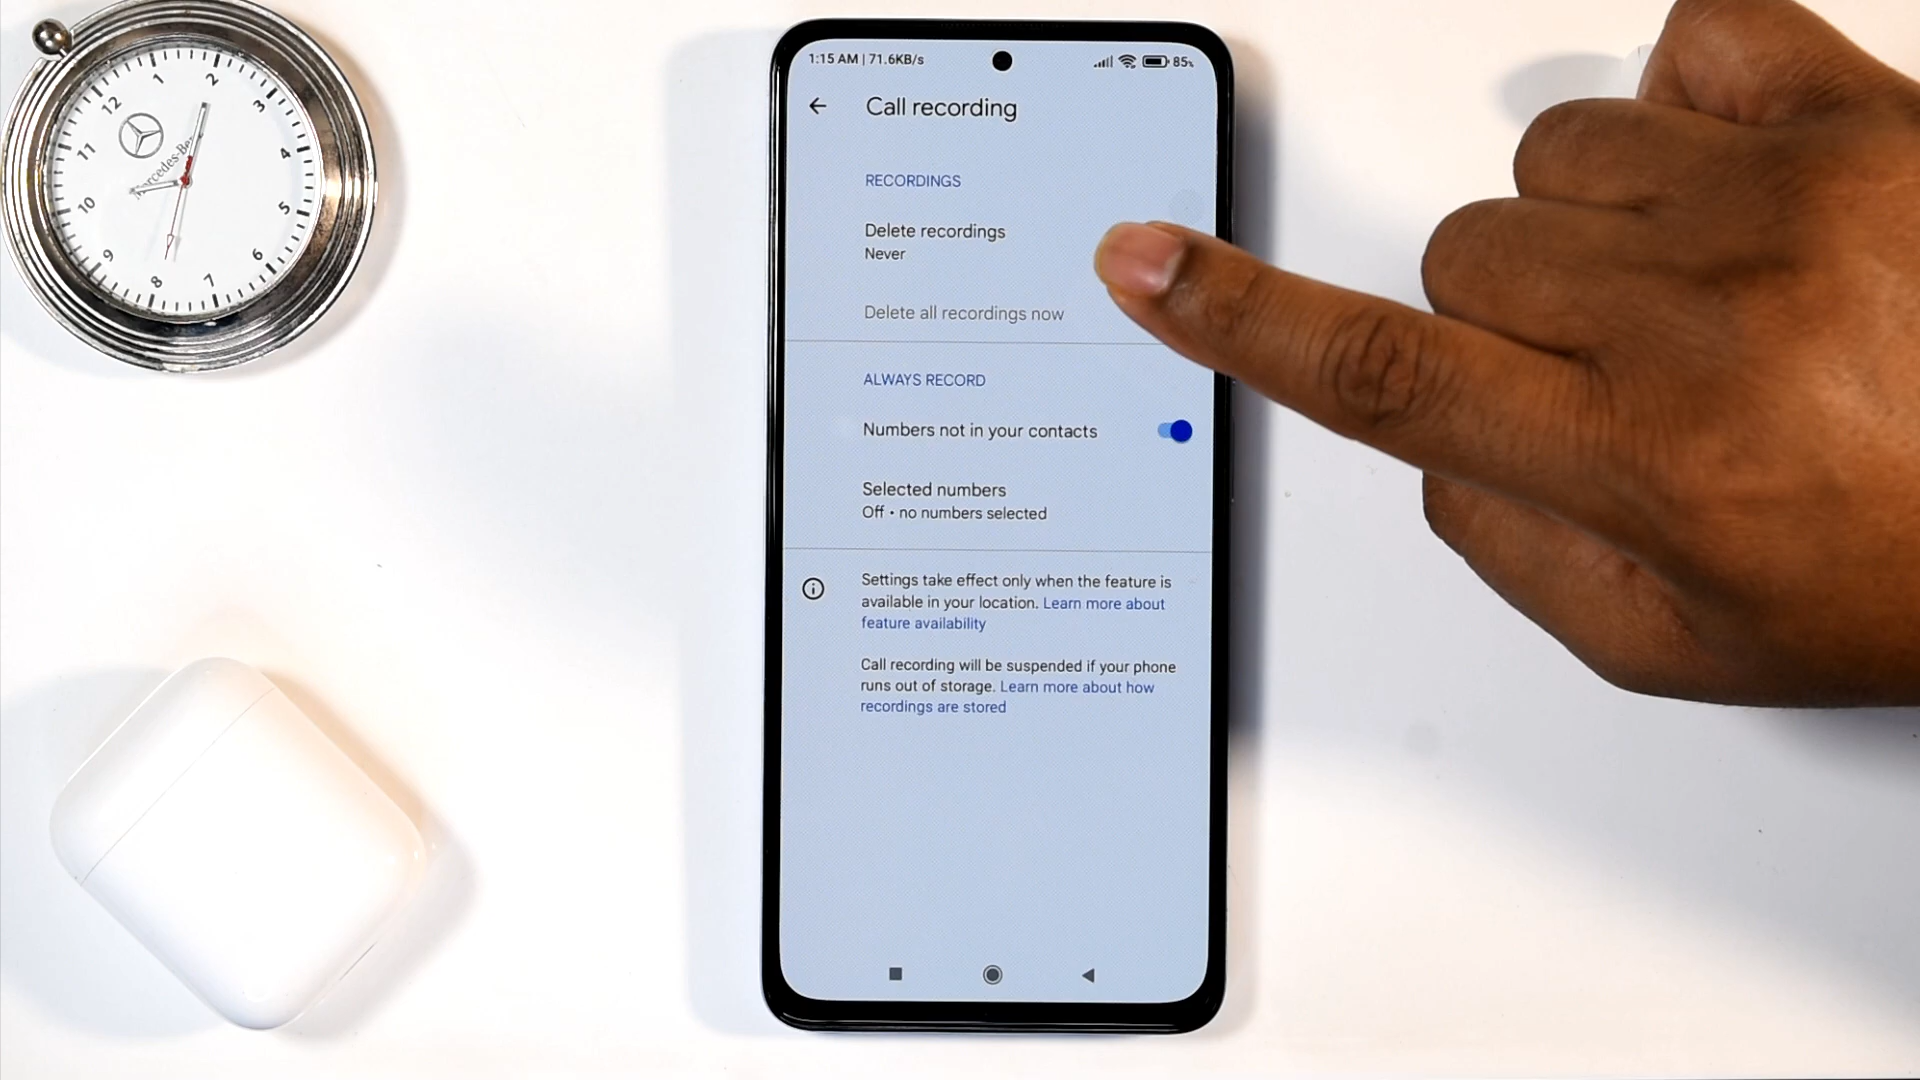 12
1
2
3
4
5
6
7
8
9
10
11
1:15 AM | 71.6KB/s
85%
Call recording
RECORDINGS
Delete recordings
Never
Delete all recordings now
ALWAYS RECORD
Numbers not in your contacts
Selected numbers
Off • no numbers selected
Settings take effect only when the feature is
available in your location. Learn more about
feature availability
Call recording will be suspended if your phone
runs out of storage. Learn more about how
recordings are stored